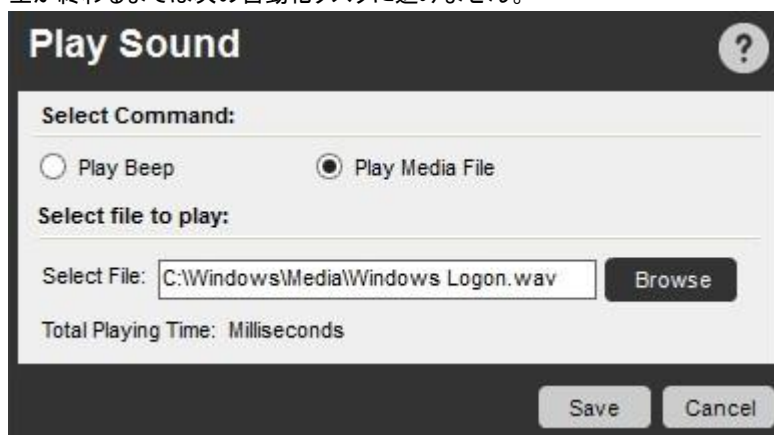 Play Sound
?
Select Command:
Play Beep Play Media File
Select file to play:
Select File: C:\Windows\Media\Windows Logon.wav Browse
Total Playing Time: Milliseconds
Save Cancel